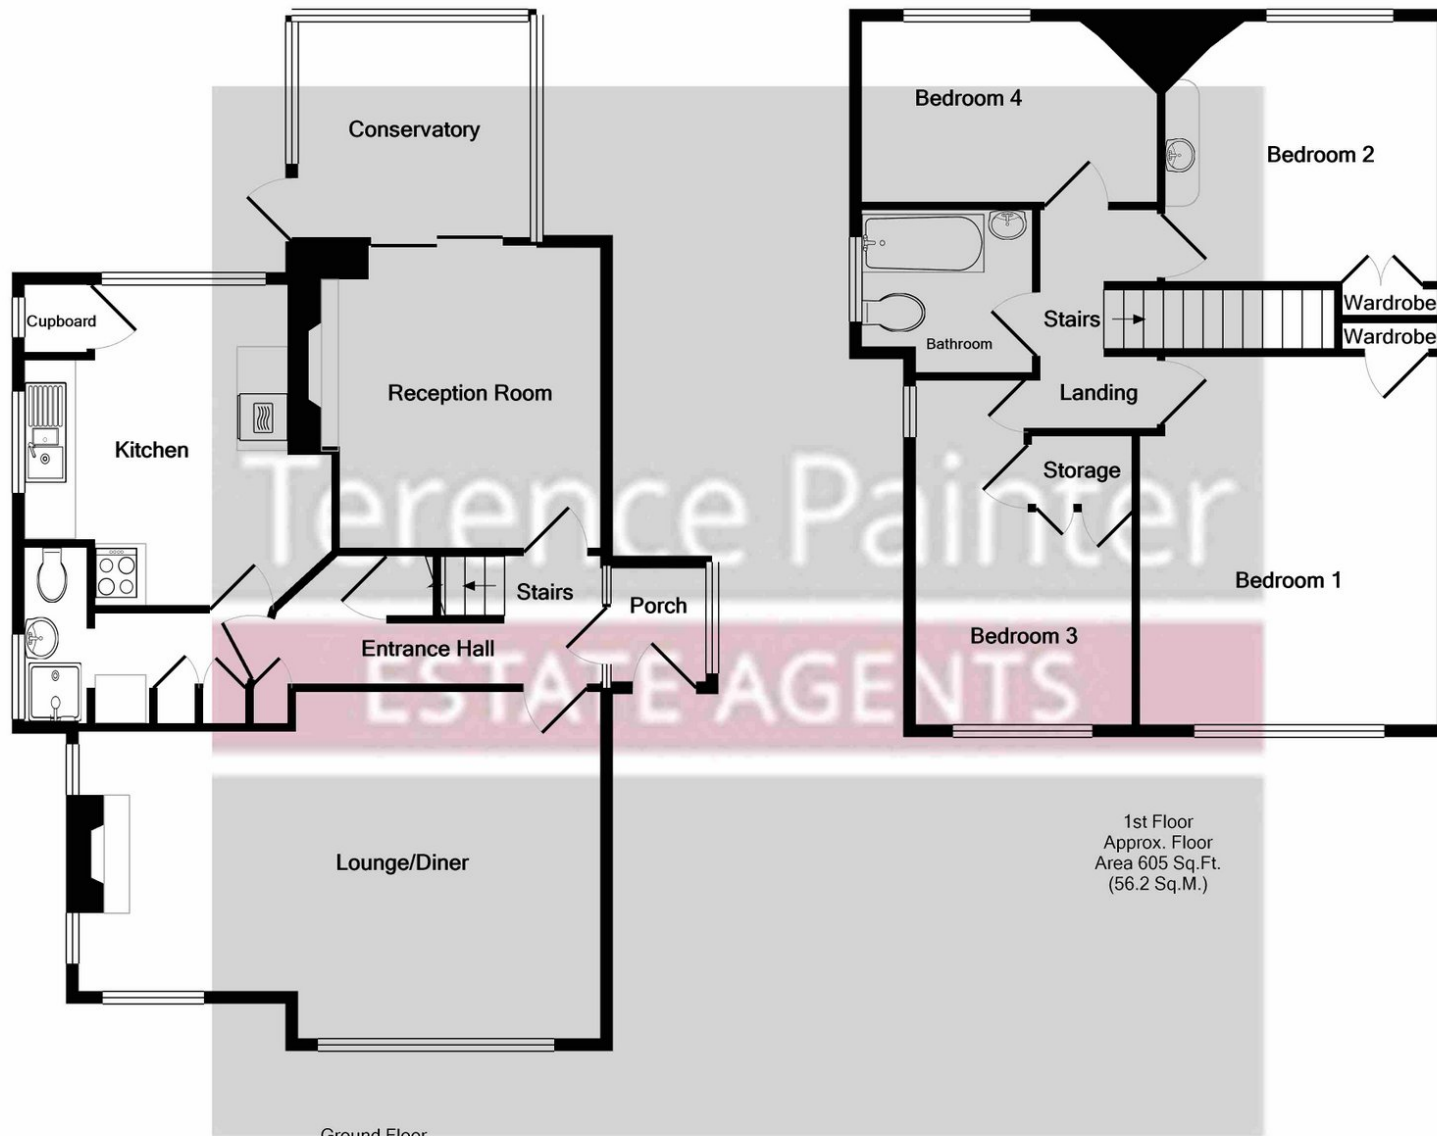 Conservatory
Bedroom 4
Bedroom 2
Cupboard
Wardrobe
Stairs
Wardrobe
Bathroom
Reception Room
Landing
Kitchen
Storage
Terence Painter
Bedroom 1
Stairs
Porch
Entrance Hall
Bedroom 3
ESTATE AGENTS
Lounge/Diner
1st Floor
Approx. Floor
Area 605 Sq.Ft.
(56.2 Sq.M.)
Ground Floor